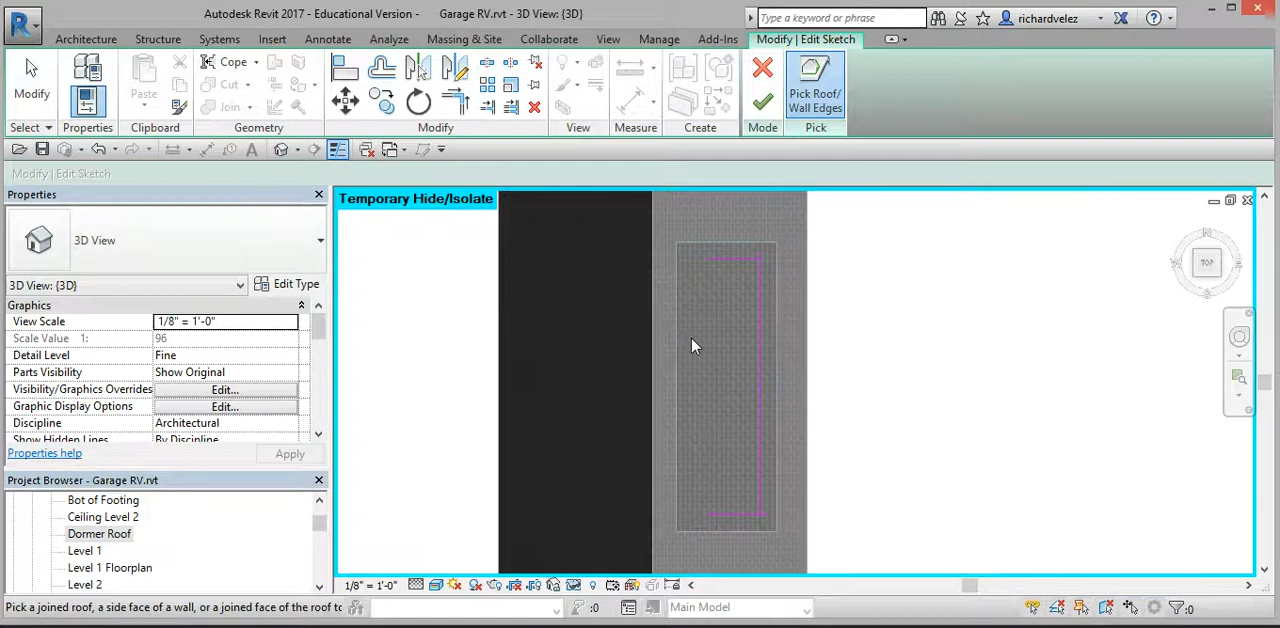 Autodesk Revit 2017 - Educational Version - Garage RV.rvt - 3D View: {3D}
Type a keyword or phrase
richardvelez
Architecture Structure Systems Insert Annotate Analyze Massing & Site Collaborate View Manage Add-Ins Modify | Edit Sketch
Modify
Paste
Cope
Cut
Join
Pick Roof/
Wall Edges
Select Properties Clipboard Geometry Modify View Measure Create Mode Pick
Modify | Edit Sketch
Properties
Temporary Hide/Isolate
3D View
TOP
3D View: {3D} Edit Type
Graphics
View Scale 1/8" = 1'-0"
Scale Value 1: 96
Detail Level Fine
Parts Visibility Show Original
Visibility/Graphics Overrides Edit...
Graphic Display Options Edit...
Discipline Architectural
Show Hidden Lines By Discipline
Properties help Apply
Project Browser - Garage RV.rvt
Bot of Footing
Ceiling Level 2
Dormer Roof
Level 1
Level 1 Floorplan
Level 2
1/8" = 1'-0"
Pick a joined roof, a side face of a wall, or a joined face of the roof to
:0
Main Model
:0